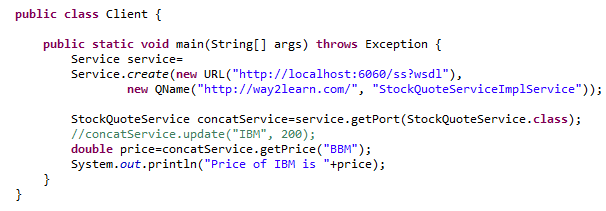 public class Client {
public static void main(String[] args) throws Exception {
Service service=
Service.create(new URL("http://localhost:6060/ss?wsdl"),
new QName("http://way2learn.com/", "StockQuoteServiceImplService"));
StockQuoteService concatService=service.getPort(StockQuoteService.class);
//concatService.update("IBM", 200);
double price=concatService.getPrice("BBM");
System.out.println("Price of IBM is "+price);
}
}